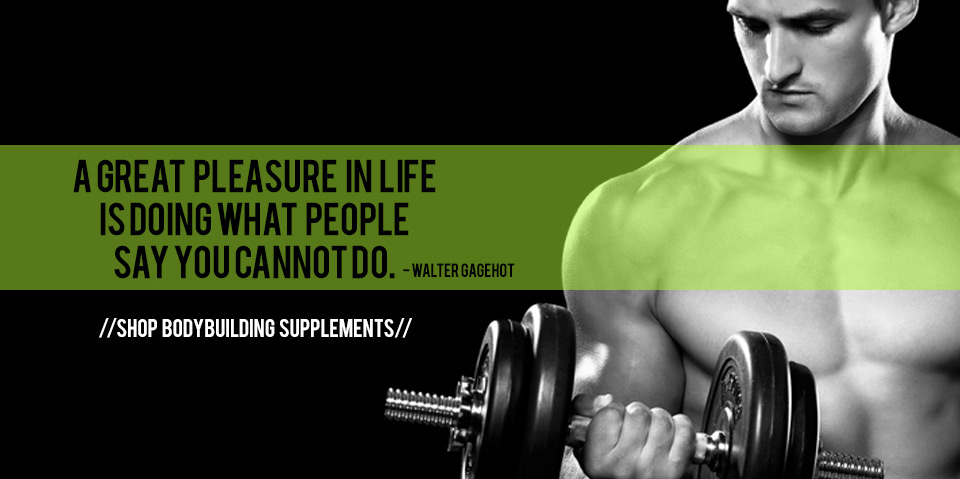 A GREAT PLEASURE IN LIFE
IS DOING WHAT PEOPLE
SAY YOU CANNOT DO. - WALTER GAGEHOT
//SHOP BODYBUILDING SUPPLEMENTS//